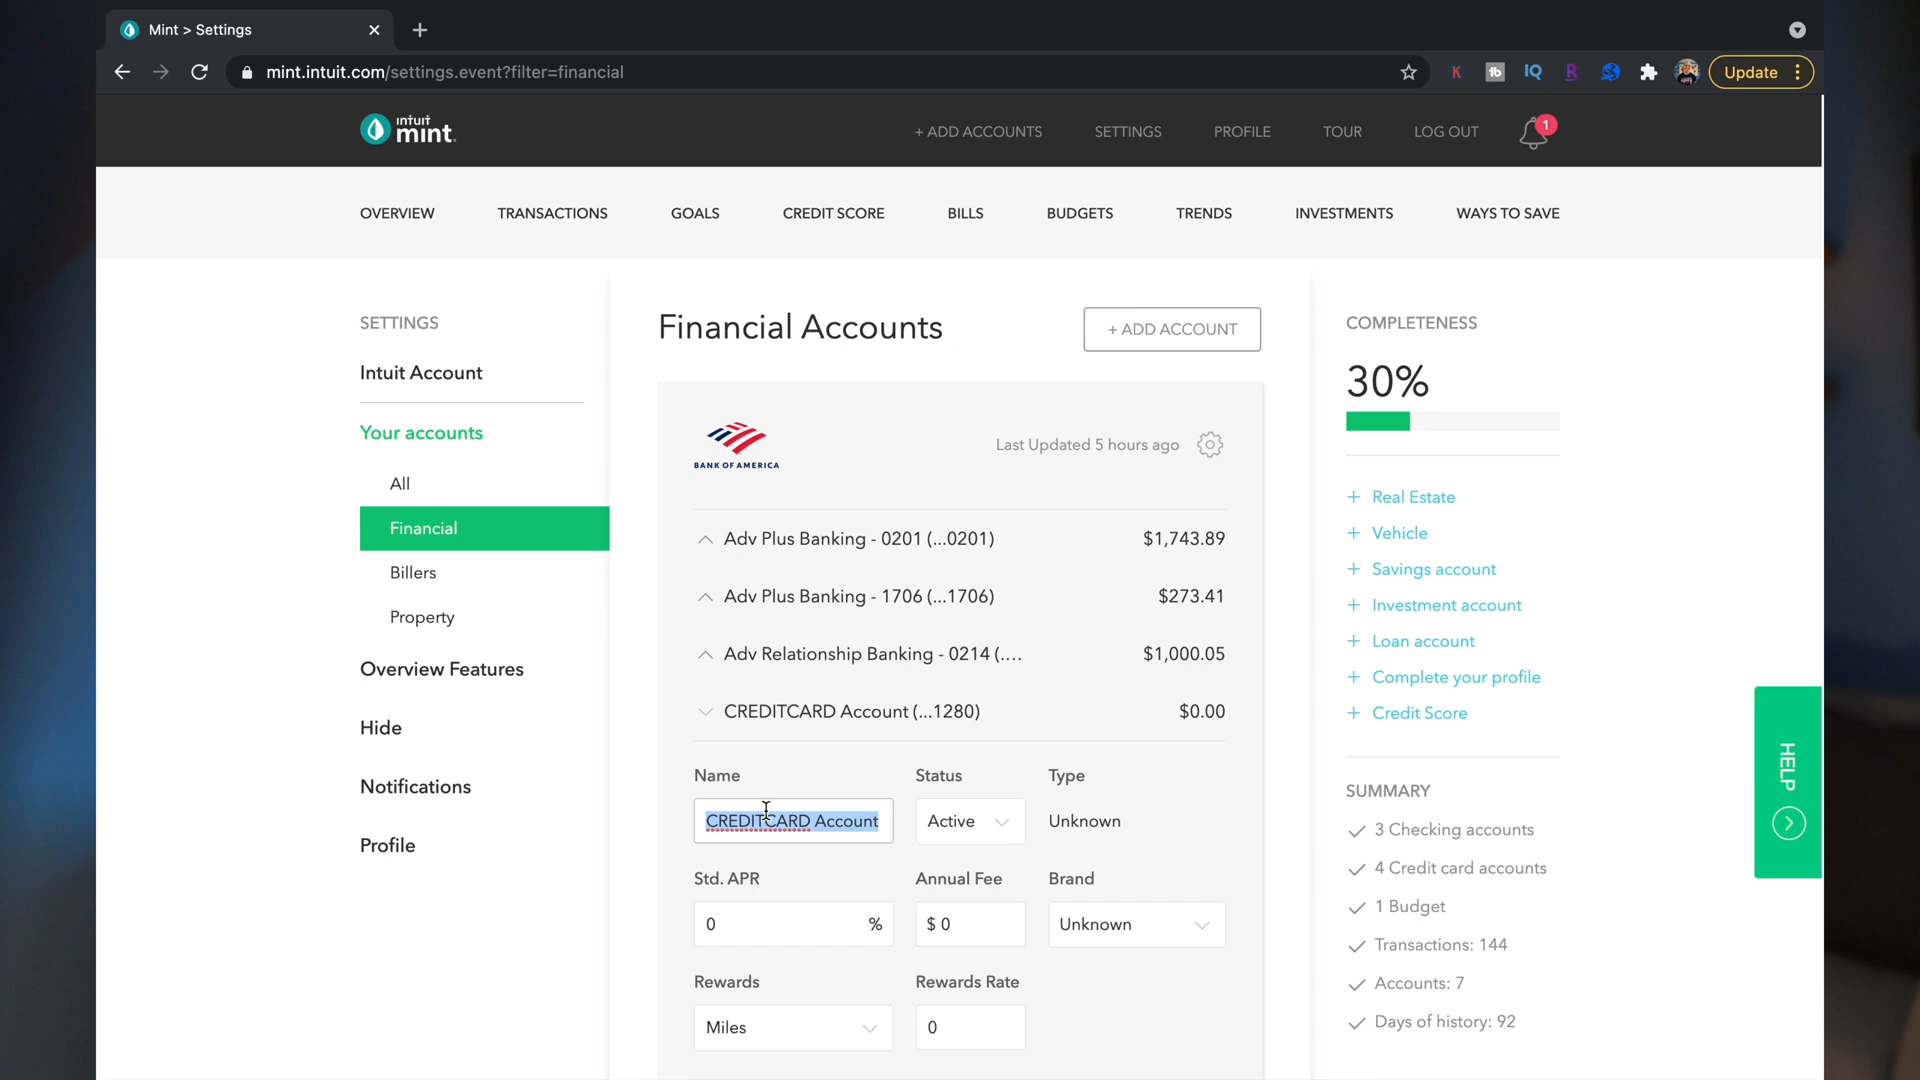 Mint > Settings
mint.intuit.com/settings.event?filter=financial
K
tb
IQ
R
Update
intuit
mint.
+ ADD ACCOUNTS
SETTINGS
PROFILE
TOUR
LOG OUT
1
OVERVIEW
TRANSACTIONS
GOALS
CREDIT SCORE
BILLS
BUDGETS
TRENDS
INVESTMENTS
WAYS TO SAVE
SETTINGS
Intuit Account
Your accounts
All
Financial
Billers
Property
Overview Features
Hide
Notifications
Profile
Financial Accounts
+ ADD ACCOUNT
BANK OF AMERICA
Last Updated 5 hours ago
Adv Plus Banking - 0201 (...0201) $1,743.89
Adv Plus Banking - 1706 (...1706) $273.41
Adv Relationship Banking - 0214 (.... $1,000.05
CREDITCARD Account (...1280) $0.00
Name Status Type
CREDITCARD Account Active Unknown
Std. APR Annual Fee Brand
0 % $ 0 Unknown
Rewards Rewards Rate
Miles 0
COMPLETENESS
30%
+ Real Estate
+ Vehicle
+ Savings account
+ Investment account
+ Loan account
+ Complete your profile
+ Credit Score
SUMMARY
3 Checking accounts
4 Credit card accounts
1 Budget
Transactions: 144
Accounts: 7
Days of history: 92
HELP